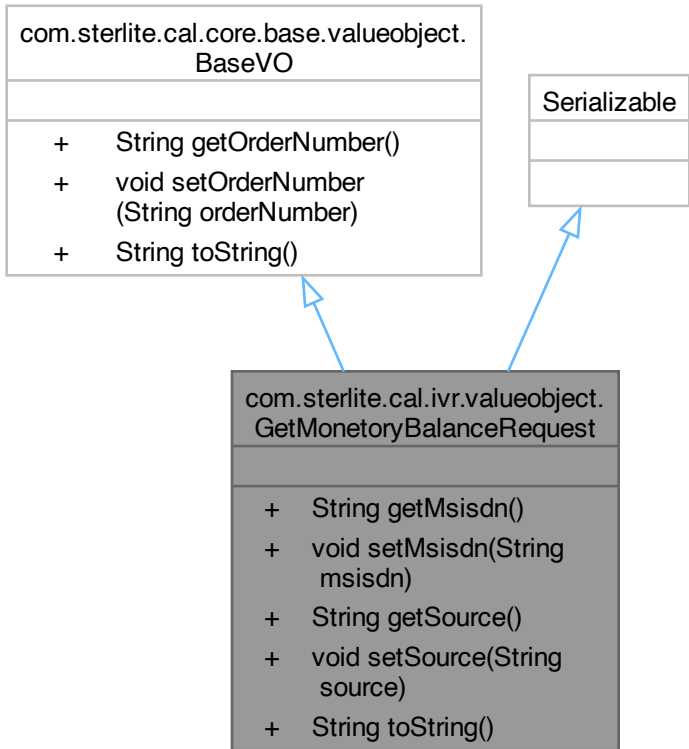 com.sterlite.cal.core.base.valueobject.
BaseVO
+ String getOrderNumber()
+ void setOrderNumber
(String orderNumber)
+ String toString()
Serializable
com.sterlite.cal.ivr.valueobject.
GetMonetoryBalanceRequest
+ String getMsisdn()
+ void setMsisdn(String
msisdn)
+ String getSource()
+ void setSource(String
source)
+ String toString()